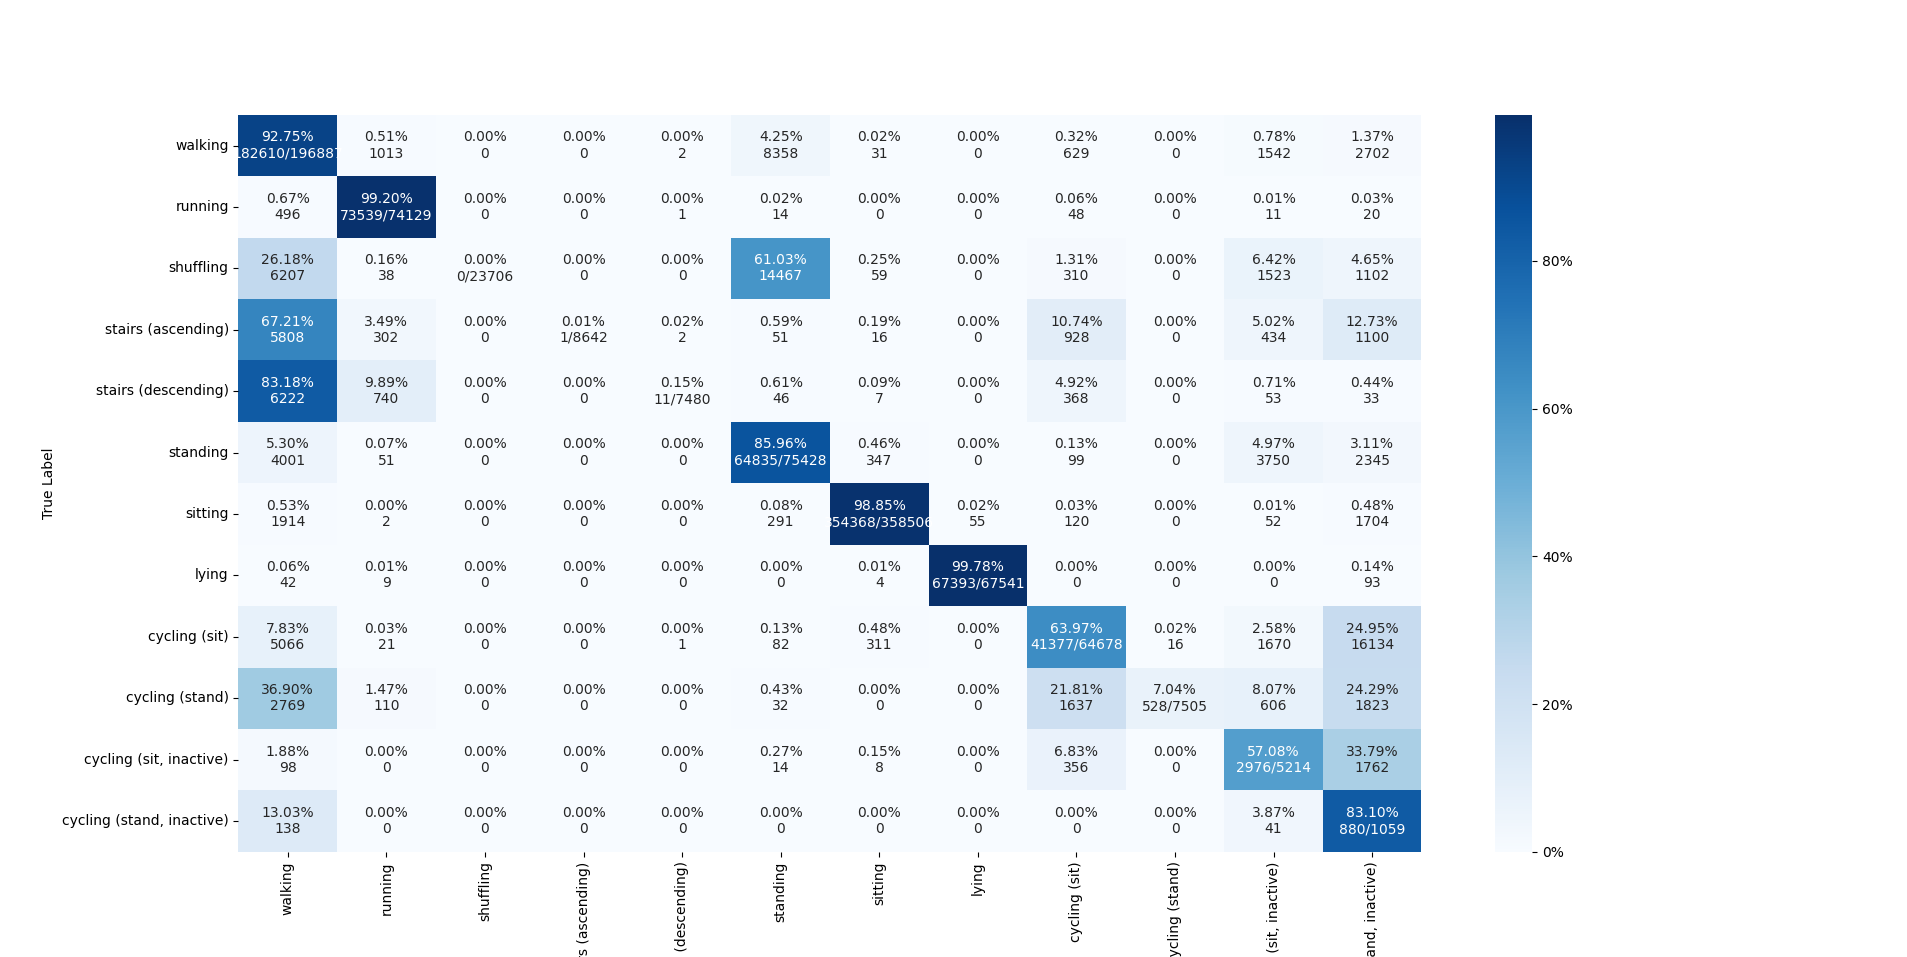 walking
92.75% 0.51% 0.00% 0.00% 0.00% 4.25% 0.02% 0.00% 0.32% 0.00% 0.78% 1.37%
182610/196887 1013 0 0 2 8358 31 0 629 0 1542 2702
running
0.67% 99.20% 0.00% 0.00% 0.00% 0.02% 0.00% 0.00% 0.06% 0.00% 0.01% 0.03%
496 73539/74129 0 0 1 14 0 0 48 0 11 20
shuffling
26.18% 0.16% 0.00% 0.00% 0.00% 61.03% 0.25% 0.00% 1.31% 0.00% 6.42% 4.65%
6207 38 0/23706 0 0 14467 59 0 310 0 1523 1102
80%
stairs (ascending)
67.21% 3.49% 0.00% 0.01% 0.02% 0.59% 0.19% 0.00% 10.74% 0.00% 5.02% 12.73%
5808 302 0 1/8642 2 51 16 0 928 0 434 1100
stairs (descending)
83.18% 9.89% 0.00% 0.00% 0.15% 0.61% 0.09% 0.00% 4.92% 0.00% 0.71% 0.44%
6222 740 0 0 11/7480 46 7 0 368 0 53 33
60%
standing
5.30% 0.07% 0.00% 0.00% 0.00% 85.96% 0.46% 0.00% 0.13% 0.00% 4.97% 3.11%
4001 51 0 0 0 64835/75428 347 0 99 0 3750 2345
True Label
sitting
0.53% 0.00% 0.00% 0.00% 0.00% 0.08% 98.85% 0.02% 0.03% 0.00% 0.01% 0.48%
1914 2 0 0 0 291 354368/358506 55 120 0 52 1704
40%
lying
0.06% 0.01% 0.00% 0.00% 0.00% 0.00% 0.01% 99.78% 0.00% 0.00% 0.00% 0.14%
42 9 0 0 0 0 4 67393/67541 0 0 0 93
cycling (sit)
7.83% 0.03% 0.00% 0.00% 0.00% 0.13% 0.48% 0.00% 63.97% 0.02% 2.58% 24.95%
5066 21 0 0 1 82 311 0 41377/64678 16 1670 16134
cycling (stand)
36.90% 1.47% 0.00% 0.00% 0.00% 0.43% 0.00% 0.00% 21.81% 7.04% 8.07% 24.29%
2769 110 0 0 0 32 0 0 1637 528/7505 606 1823
20%
cycling (sit, inactive)
1.88% 0.00% 0.00% 0.00% 0.00% 0.27% 0.15% 0.00% 6.83% 0.00% 57.08% 33.79%
98 0 0 0 0 14 8 0 356 0 2976/5214 1762
cycling (stand, inactive)
13.03% 0.00% 0.00% 0.00% 0.00% 0.00% 0.00% 0.00% 0.00% 0.00% 3.87% 83.10%
138 0 0 0 0 0 0 0 0 0 41 880/1059
0%
walking
running
shuffling
rs (ascending)
(descending)
standing
sitting
lying
cycling (sit)
ycling (stand)
(sit, inactive)
and, inactive)